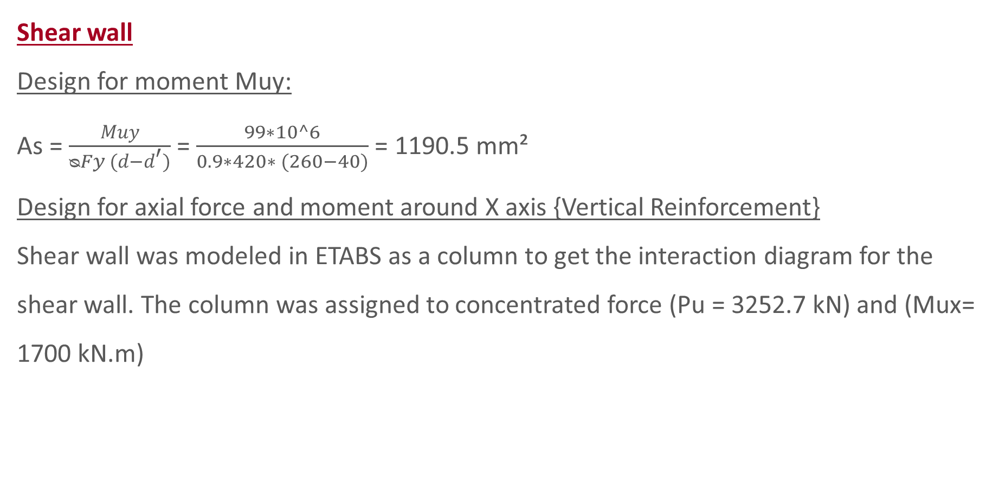 Shear wall
Design for moment Muy:
As = Muy / ᴓFy (d−d′) = 99*10^6 / 0.9*420* (260−40) = 1190.5 mm²
Design for axial force and moment around X axis {Vertical Reinforcement}
Shear wall was modeled in ETABS as a column to get the interaction diagram for the
shear wall. The column was assigned to concentrated force (Pu = 3252.7 kN) and (Mux=
1700 kN.m)